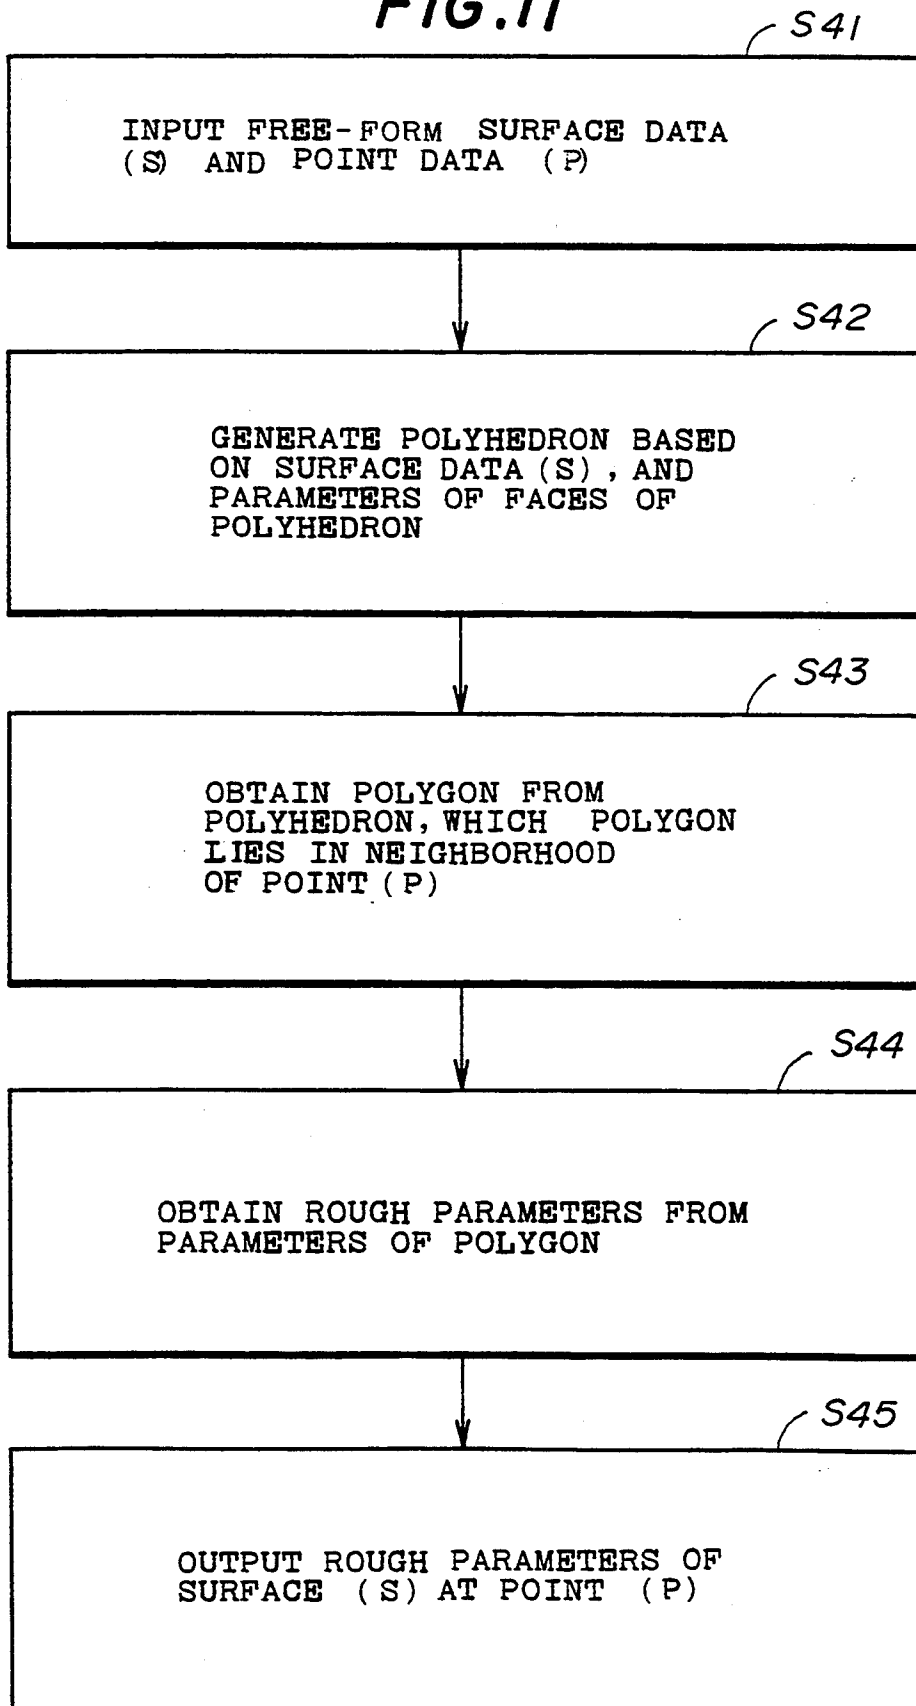 FIG.11
S41
INPUT FREE-FORM SURFACE DATA
(S) AND POINT DATA (P)
S42
GENERATE POLYHEDRON BASED
ON SURFACE DATA (S), AND
PARAMETERS OF FACES OF
POLYHEDRON
S43
OBTAIN POLYGON FROM
POLYHEDRON, WHICH POLYGON
LIES IN NEIGHBORHOOD
OF POINT (P)
S44
OBTAIN ROUGH PARAMETERS FROM
PARAMETERS OF POLYGON
S45
OUTPUT ROUGH PARAMETERS OF
SURFACE (S) AT POINT (P)